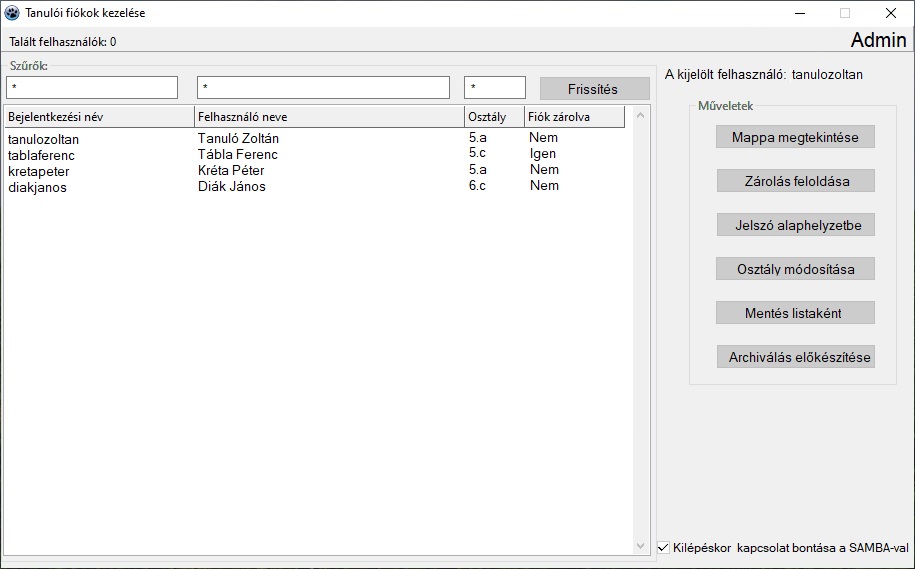 Tanulói fiókok kezelése
Talált felhasználók: 0
Admin
Szűrők:
A kijelölt felhasználó: tanulozoltan
* * * Frissítés
Műveletek
Bejelentkezési név Felhasználó neve Osztály Fiók zárolva
tanulozoltan Tanuló Zoltán 5.a Nem
tablaferenc Tábla Ferenc 5.c Igen
kretapeter Kréta Péter 5.a Nem
diakjanos Diák János 6.c Nem
Mappa megtekintése
Zárolás feloldása
Jelszó alaphelyzetbe
Osztály módosítása
Mentés listaként
Archiválás előkészítése
Kilépéskor kapcsolat bontása a SAMBA-val